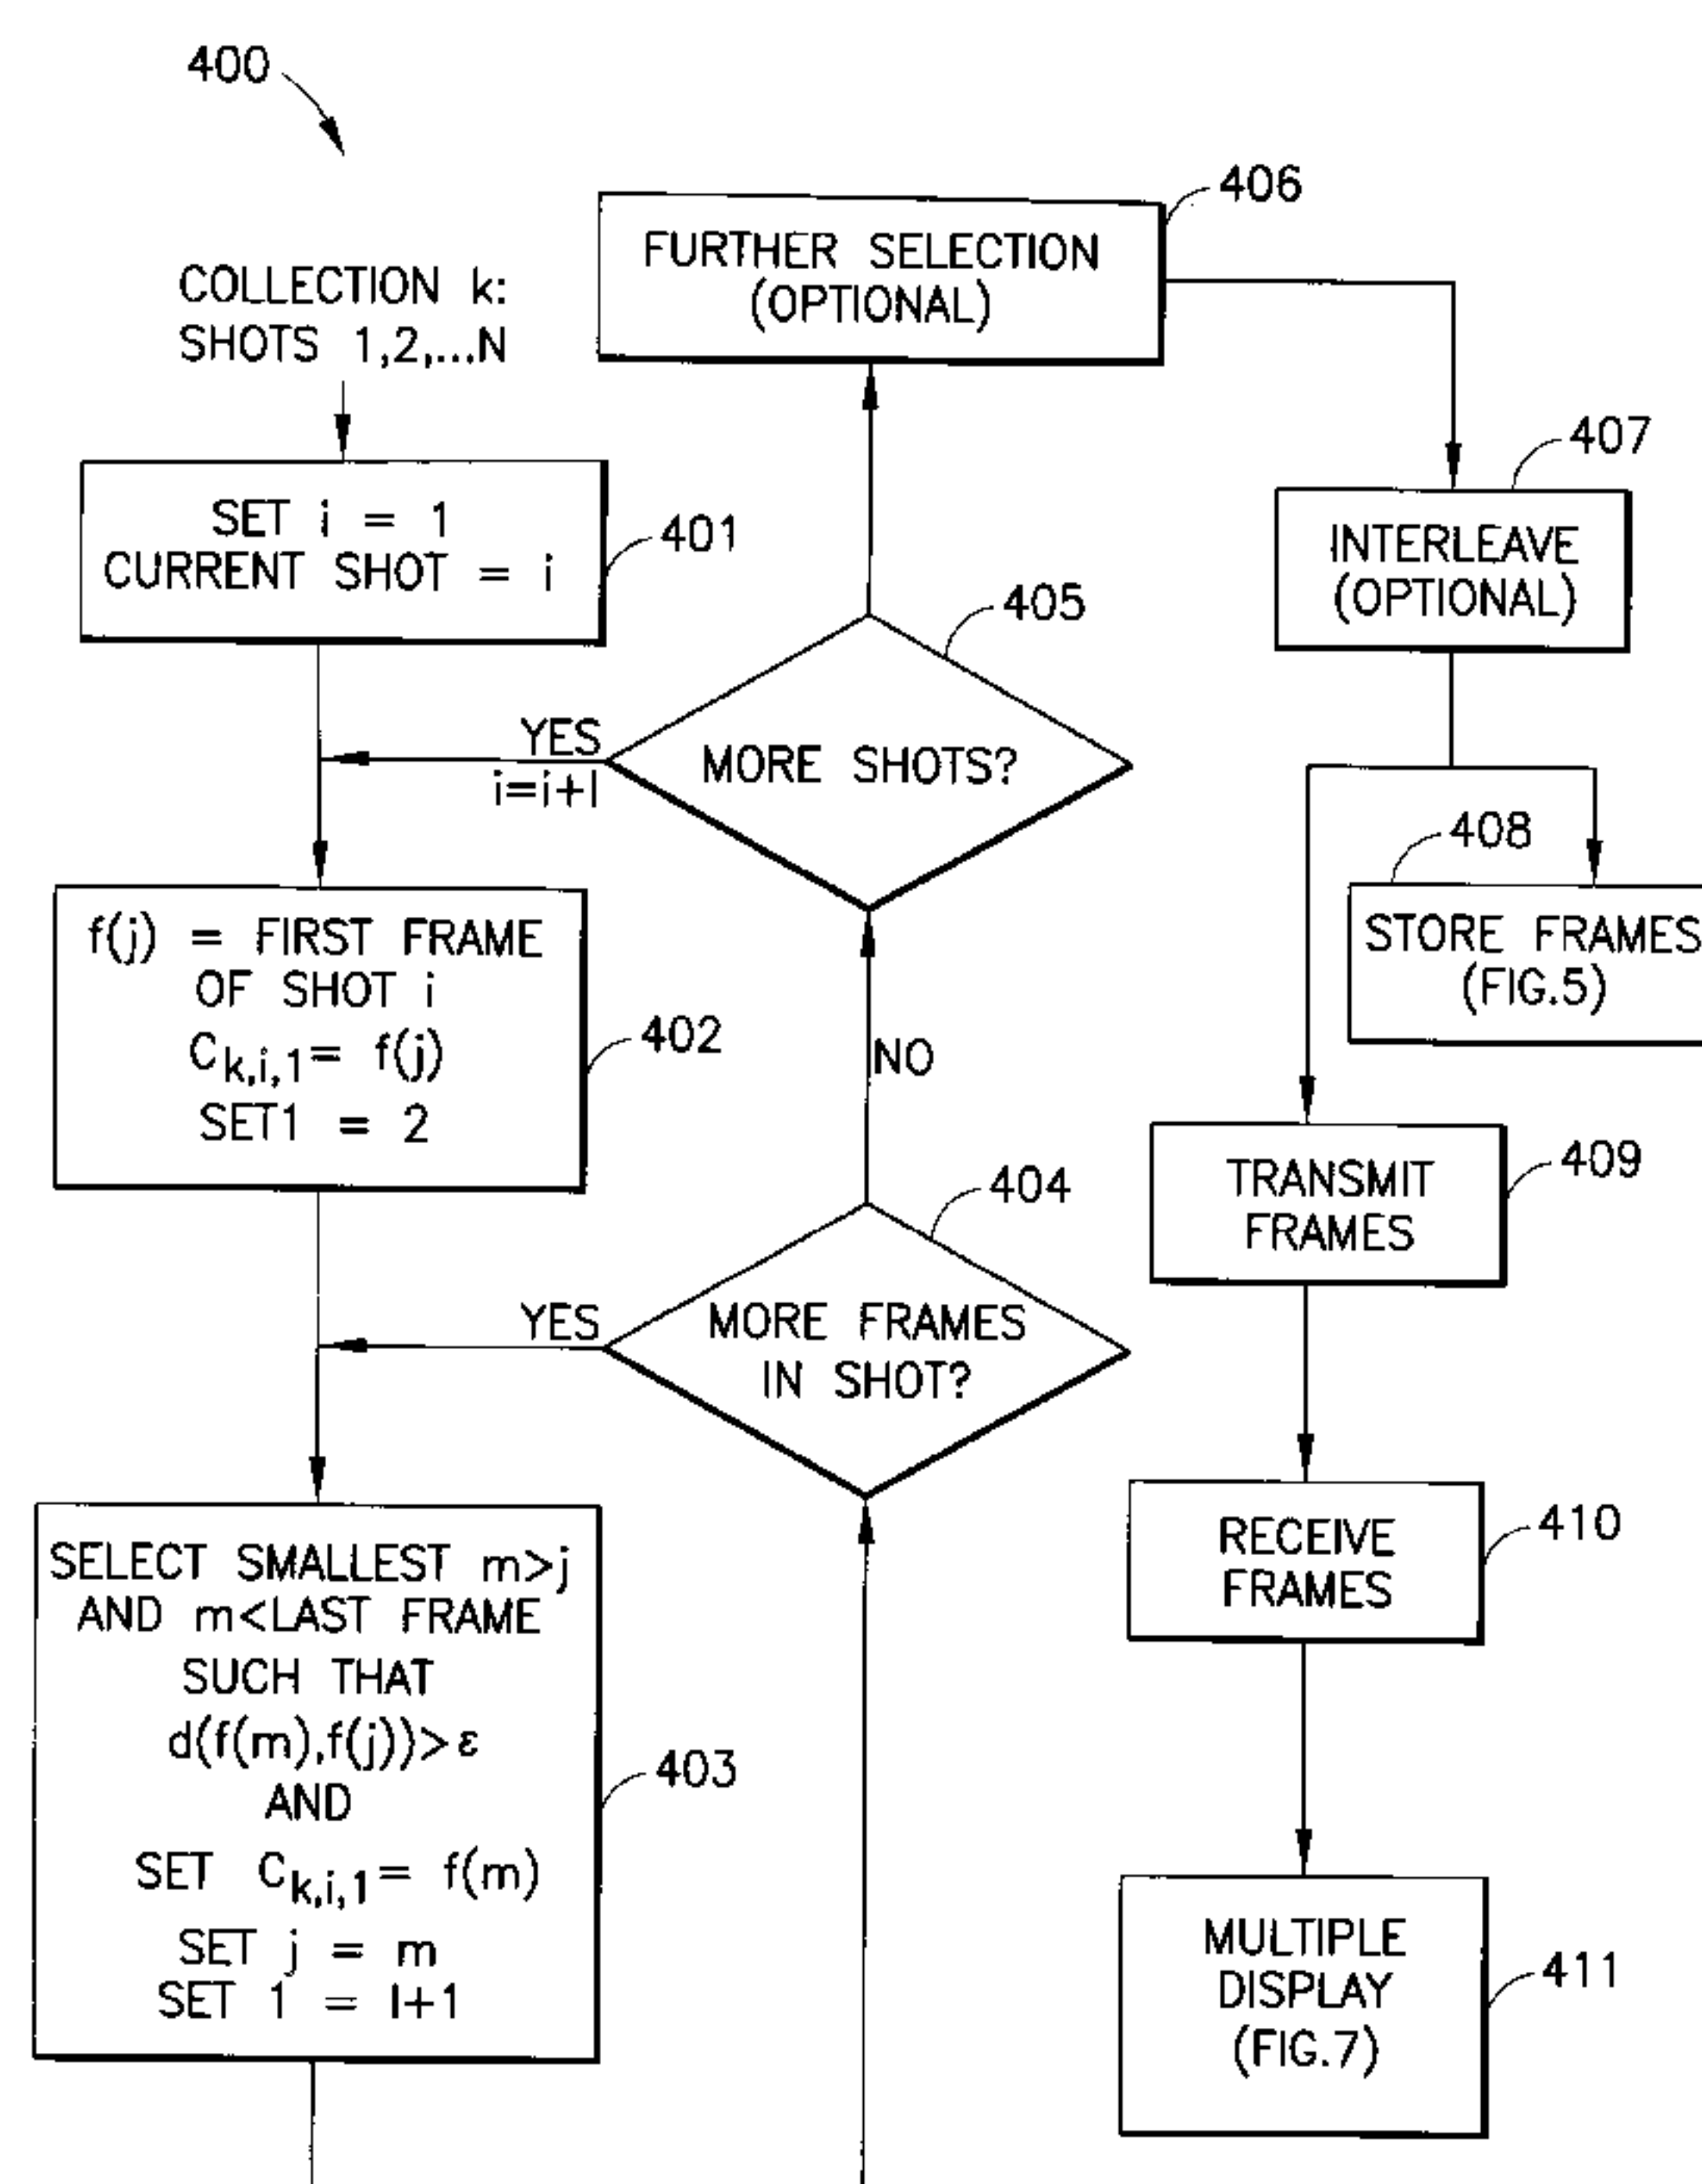 400
COLLECTION k:
SHOTS 1,2,...N
SET i = 1
CURRENT SHOT = i
401
f(j) = FIRST FRAME
OF SHOT i
C k,i,1 = f(j)
SET1 = 2
402
SELECT SMALLEST m>j
AND m<LAST FRAME
SUCH THAT
d(f(m),f(j))>ε
AND
SET C k,i,1 = f(m)
SET j = m
SET 1 = l+1
403
MORE FRAMES
IN SHOT?
404
YES
NO
MORE SHOTS?
405
YES
i=i+l
FURTHER SELECTION
(OPTIONAL)
406
INTERLEAVE
(OPTIONAL)
407
STORE FRAMES
(FIG.5)
408
TRANSMIT
FRAMES
409
RECEIVE
FRAMES
410
MULTIPLE
DISPLAY
(FIG.7)
411